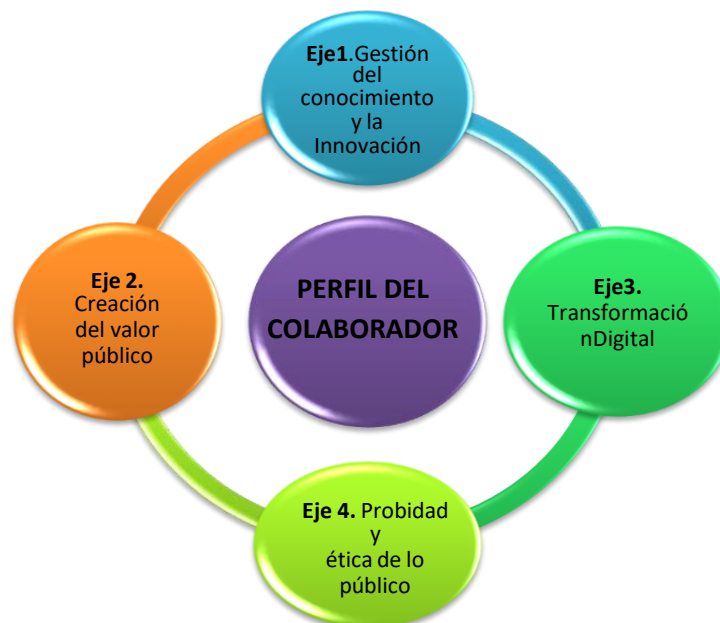 Eje1.Gestión
del
conocimiento
y la
Innovación
Eje 2.
Creación
del valor
público
PERFIL DEL
COLABORADOR
Eje3.
Transformació
nDigital
Eje 4. Probidad
y
ética de lo
público